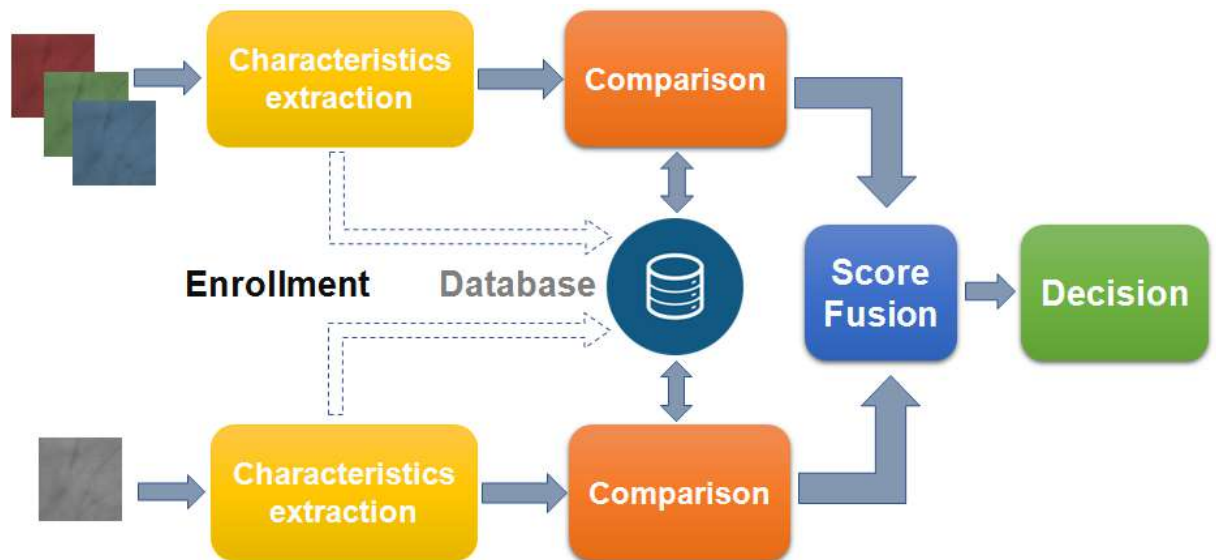 Characteristics
extraction
Comparison
Enrollment
Database
Score
Fusion
Decision
Characteristics
extraction
Comparison